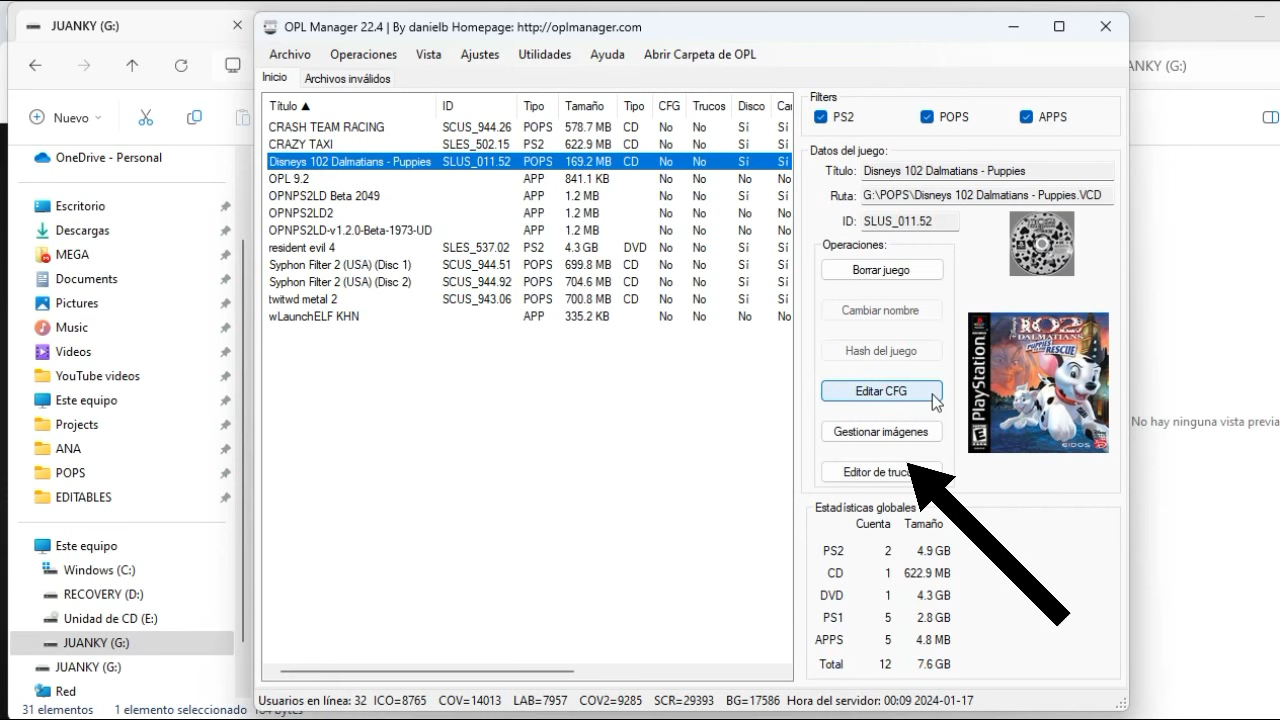 JUANKY (G:)
OPL Manager 22.4 | By danielb Homepage: http://oplmanager.com
Archivo Operaciones Vista Ajustes Utilidades Ayuda Abrir Carpeta de OPL
ANKY (G:)
Inicio Archivos inválidos
Nuevo
OneDrive - Personal
Escritorio
Descargas
MEGA
Documents
Pictures
Music
Videos
YouTube videos
Este equipo
Projects
ANA
POPS
EDITABLES
Este equipo
Windows (C:)
RECOVERY (D:)
Unidad de CD (E:)
JUANKY (G:)
JUANKY (G:)
Red
31 elementos 1 elemento seleccionado
Título ID Tipo Tamaño Tipo CFG Trucos Disco Ca
CRASH TEAM RACING SCUS_944.26 POPS 578.7 MB CD No No Sí Sí
CRAZY TAXI SLES_502.15 PS2 622.9 MB CD No No Sí Sí
Disneys 102 Dalmatians - Puppies SLUS_011.52 POPS 169.2 MB CD No No Sí Sí
OPL 9.2 APP 841.1 KB No No No No
OPNPS2LD Beta 2049 APP 1.2 MB No No Sí Sí
OPNPS2LD2 APP 1.2 MB No No No No
OPNPS2LD-v1.2.0-Beta-1973-UD APP 1.2 MB No No No No
resident evil 4 SLES_537.02 PS2 4.3 GB DVD No No Sí Sí
Syphon Filter 2 (USA) (Disc 1) SCUS_944.51 POPS 699.8 MB CD No No Sí Sí
Syphon Filter 2 (USA) (Disc 2) SCUS_944.92 POPS 704.6 MB CD No No Sí Sí
twitwd metal 2 SCUS_943.06 POPS 700.8 MB CD No No Sí Sí
wLaunchELF KHN APP 335.2 KB No No No No
Filters
PS2 POPS APPS
Datos del juego:
Título: Disneys 102 Dalmatians - Puppies
Ruta: G:\POPS\Disneys 102 Dalmatians - Puppies.VCD
ID: SLUS_011.52
Operaciones:
Borrar juego
Cambiar nombre
Hash del juego
Editar CFG
Gestionar imágenes
Editor de truco
PlayStation
102
DALMATIANS
PUPPIES to the RESCUE
EIDOS
No hay ninguna vista previa
Estadísticas globales
Cuenta Tamaño
PS2 2 4.9 GB
CD 1 622.9 MB
DVD 1 4.3 GB
PS1 5 2.8 GB
APPS 5 4.8 MB
Total 12 7.6 GB
Usuarios en línea: 32 ICO=8765 COV=14013 LAB=7957 COV2=9285 SCR=29393 BG=17586 Hora del servidor: 00:09 2024-01-17